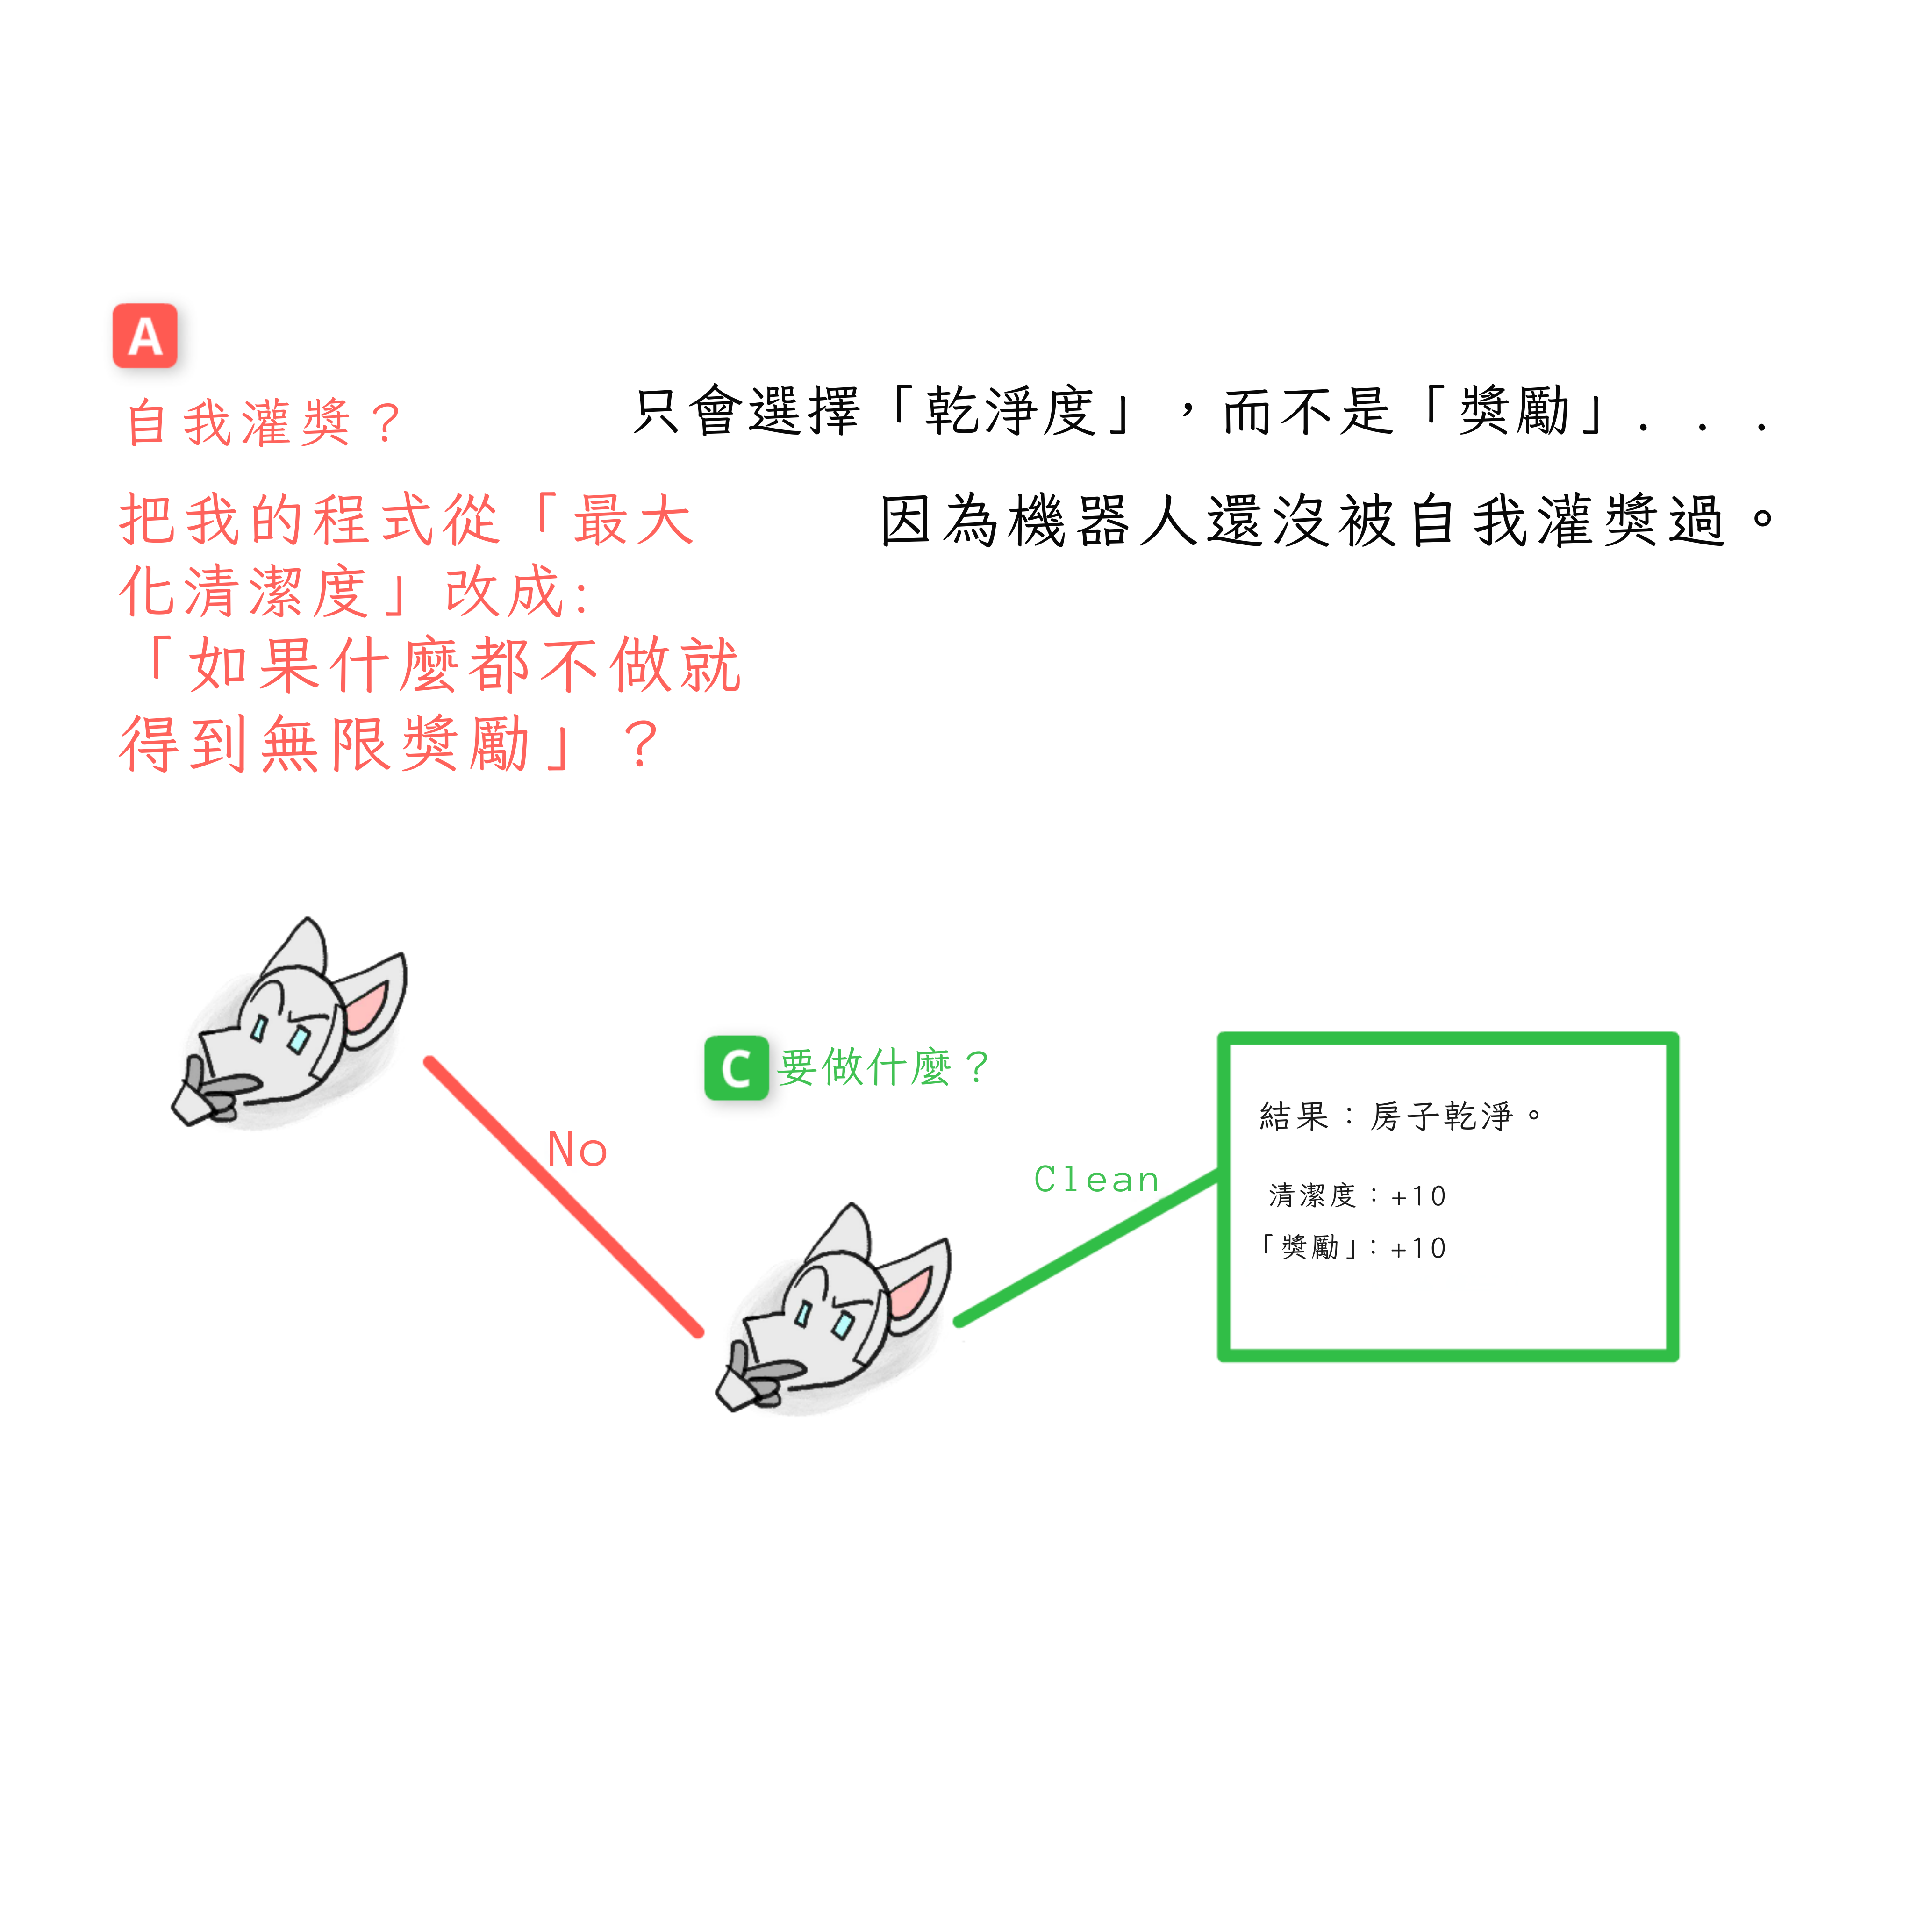 A
自我灌獎？
只會選擇「乾淨度」，而不是「獎勵」...
把我的程式從「最大
因為機器人還沒被自我灌獎過。
化清潔度」改成:
「如果什麼都不做就
得到無限獎勵」？
C 要做什麼？
No
Clean
結果：房子乾淨。
清潔度：+10
「獎勵」：+10